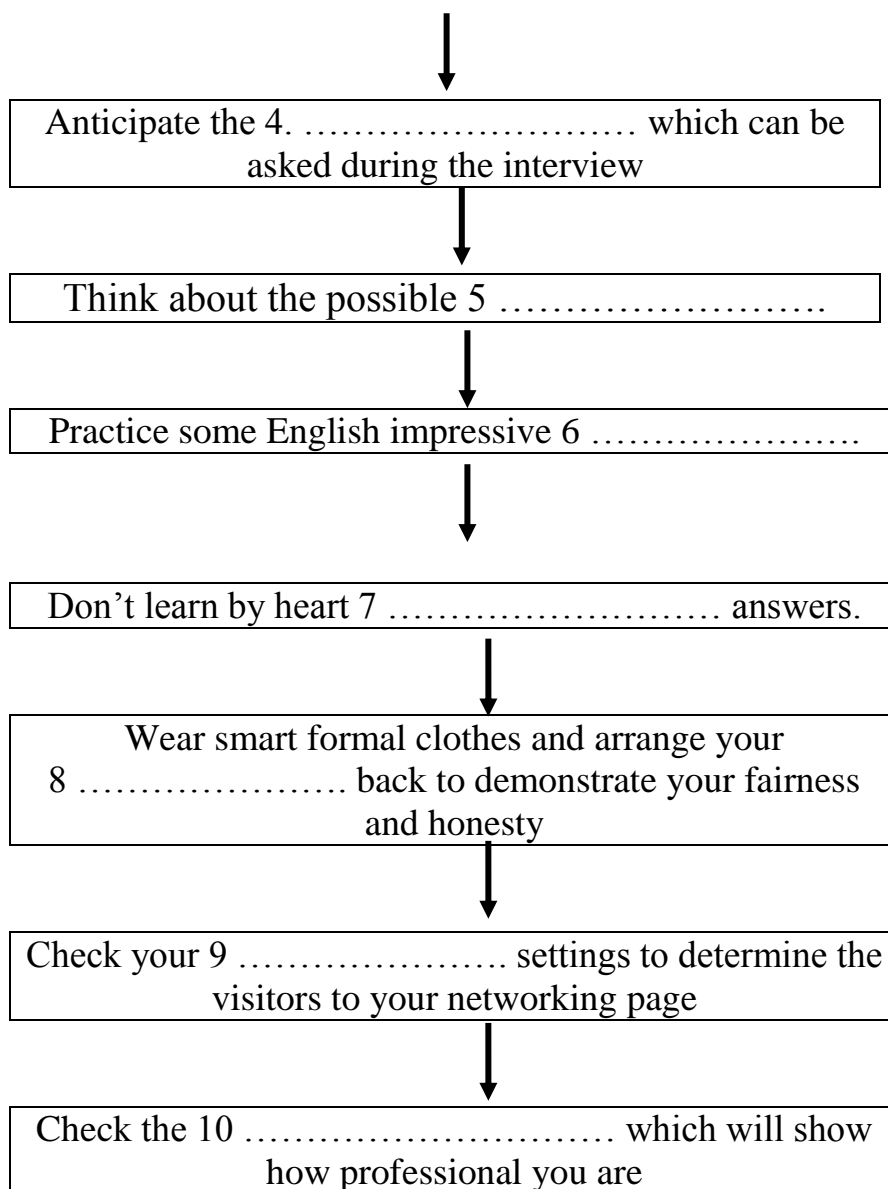 Anticipate the 4. ………………………… which can be
asked during the interview
Think about the possible 5 …………………….
Practice some English impressive 6 ………………….
Don’t learn by heart 7 ……………………… answers.
Wear smart formal clothes and arrange your
8 …………………. back to demonstrate your fairness
and honesty
Check your 9 …………………. settings to determine the
visitors to your networking page
Check the 10 ………………………… which will show
how professional you are